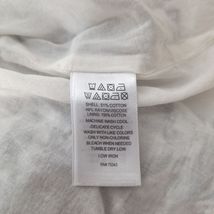 SHELL: 51% COTTON
49% RAYON/VISCOSE
LINING: 100% COTTON
MACHINE WASH COOL
DELICATE CYCLE
WASH WITH LIKE COLORS
ONLY NON-CHLORINE
BLEACH WHEN NEEDED
TUMBLE DRY LOW
LOW IRON